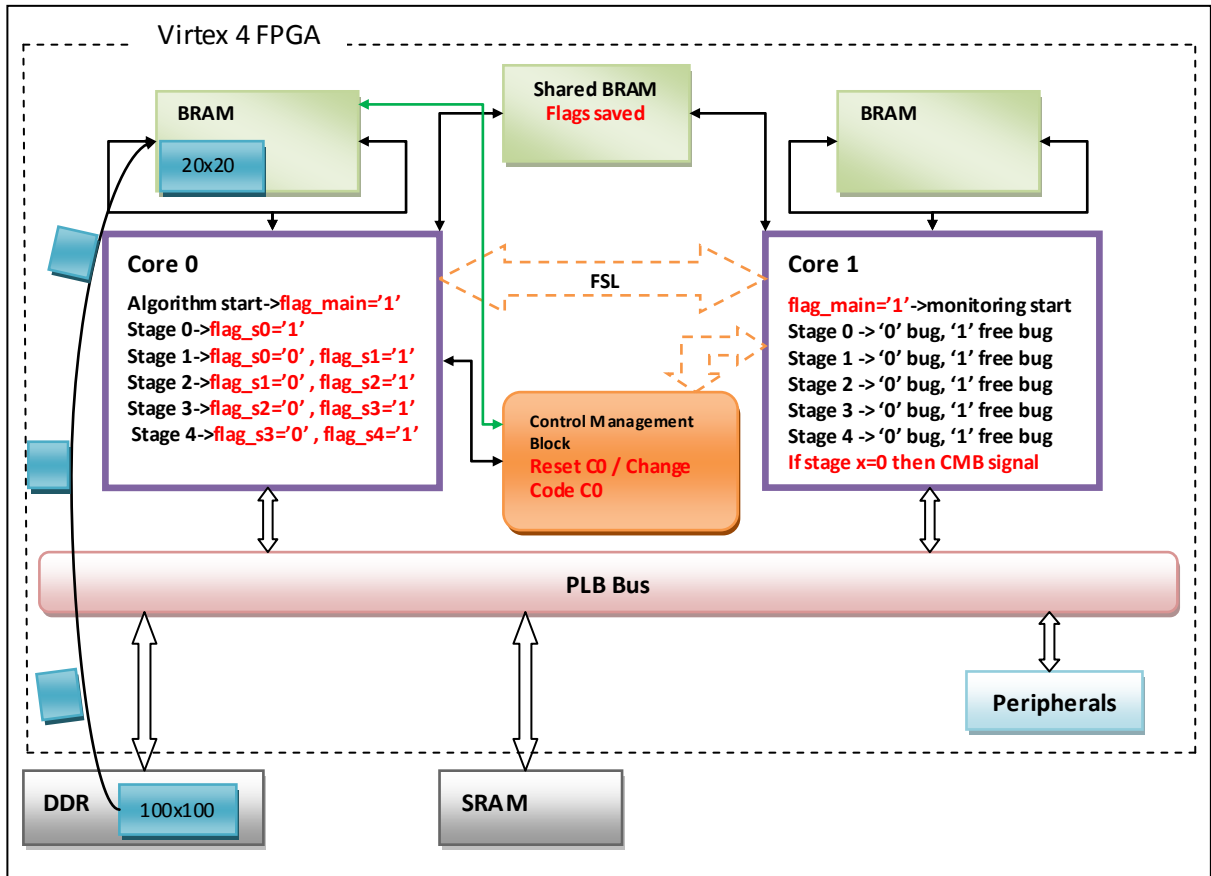 Virtex 4 FPGA
BRAM
20x20
Shared BRAM
Flags saved
BRAM
Core 0
Algorithm start->flag_main=’1’
Stage 0->flag_s0=’1’
Stage 1->flag_s0=’0’ , flag_s1=’1’
Stage 2->flag_s1=’0’ , flag_s2=’1’
Stage 3->flag_s2=’0’ , flag_s3=’1’
Stage 4->flag_s3=’0’ , flag_s4=’1’
FSL
Core 1
flag_main=’1’->monitoring start
Stage 0 -> ‘0’ bug, ‘1’ free bug
Stage 1 -> ‘0’ bug, ‘1’ free bug
Stage 2 -> ‘0’ bug, ‘1’ free bug
Stage 3 -> ‘0’ bug, ‘1’ free bug
Stage 4 -> ‘0’ bug, ‘1’ free bug
If stage x=0 then CMB signal
Control Management
Block
Reset C0 / Change
Code C0
PLB Bus
Peripherals
DDR
100x100
SRAM